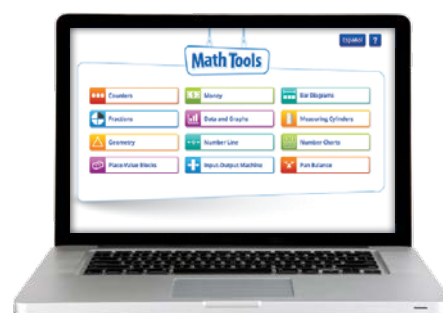 Español ?
Math Tools
Counters Money Bar Diagrams
Fractions Data and Graphs Measuring Cylinders
Geometry Number Line Number Charts
Place-Value Blocks Input-Output Machine Pan Balance